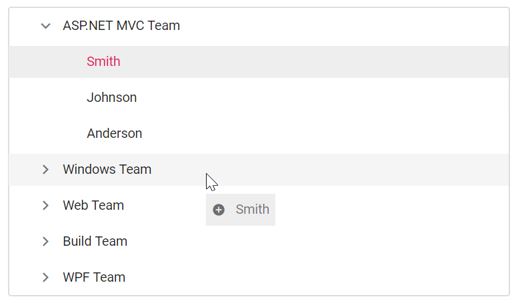 ASP.NET MVC Team
Smith
Johnson
Anderson
Windows Team
Web Team
Smith
Build Team
WPF Team